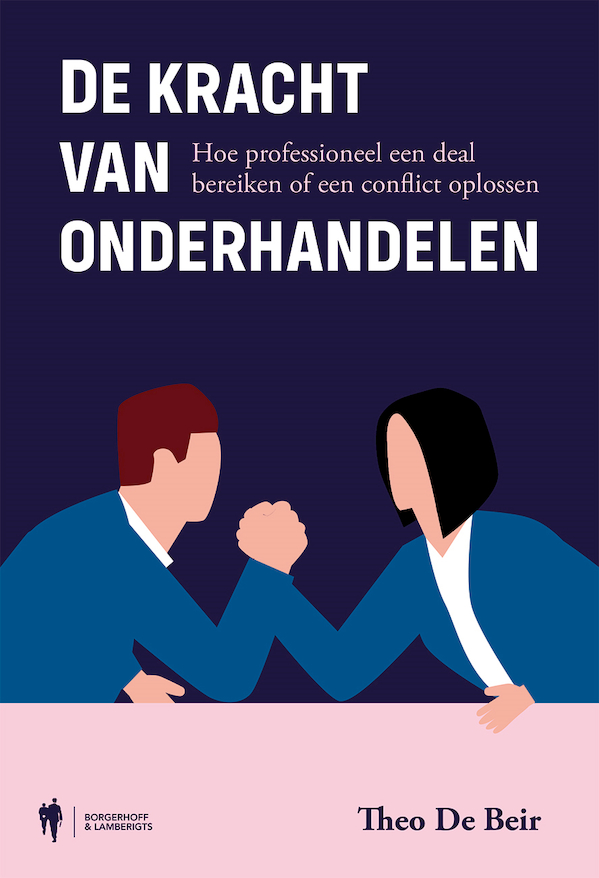 DE KRACHT
VAN
Hoe professioneel een deal
bereiken of een conflict oplossen
ONDERHANDELEN
BORGERHOFF
& LAMBERIGTS
Theo De Beir